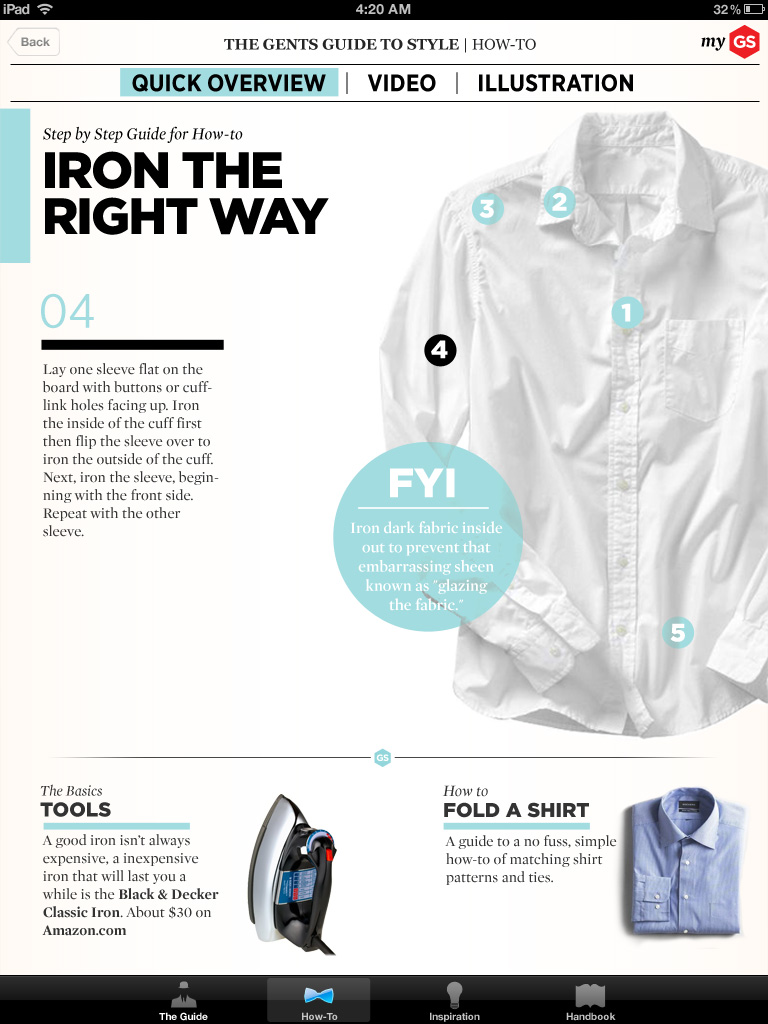 iPad 4:20 AM 32%
Back
THE GENTS GUIDE TO STYLE | HOW-TO
my GS
QUICK OVERVIEW | VIDEO | ILLUSTRATION
Step by Step Guide for How-to
IRON THE
RIGHT WAY
3
2
1
4
5
04
Lay one sleeve flat on the
board with buttons or cuff-
link holes facing up. Iron
the inside of the cuff first
then flip the sleeve over to
iron the outside of the cuff.
Next, iron the sleeve, begin-
ning with the front side.
Repeat with the other
sleeve.
FYI
Iron dark fabric inside
out to prevent that
embarrassing sheen
known as "glazing
the fabric."
GS
The Basics
TOOLS
A good iron isn't always
expensive, a inexpensive
iron that will last you a
while is the Black & Decker
Classic Iron. About $30 on
Amazon.com
How to
FOLD A SHIRT
A guide to a no fuss, simple
how-to of matching shirt
patterns and ties.
The Guide
How-To
Inspiration
Handbook